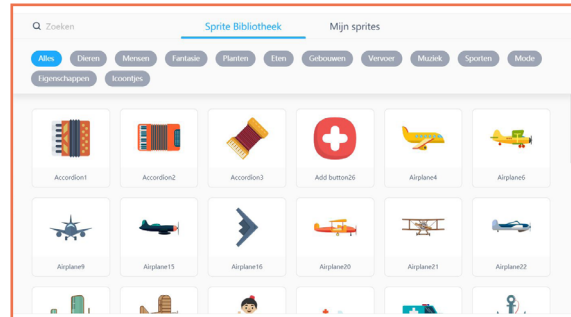 Zoeken Sprite Bibliotheek Mijn sprites
Alles Dieren Mensen Fantasie Planten Eten Gebouwen Vervoer Muziek Sporten Mode
Eigenschappen Icoontjes
Accordion1 Accordion2 Accordion3 Add button26 Airplane4 Airplane6
Airplane9 Airplane15 Airplane16 Airplane20 Airplane21 Airplane22